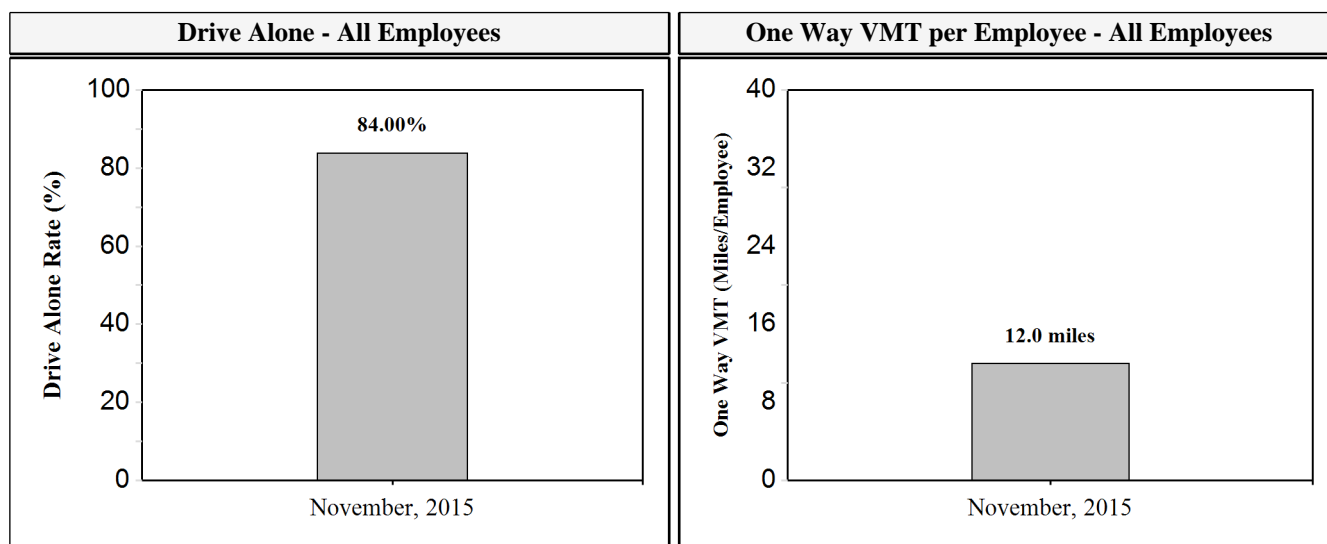 Drive Alone - All Employees
Drive Alone Rate (%)
100
80
60
40
20
0
84.00%
November, 2015
One Way VMT per Employee - All Employees
One Way VMT (Miles/Employee)
40
32
24
16
8
0
12.0 miles
November, 2015